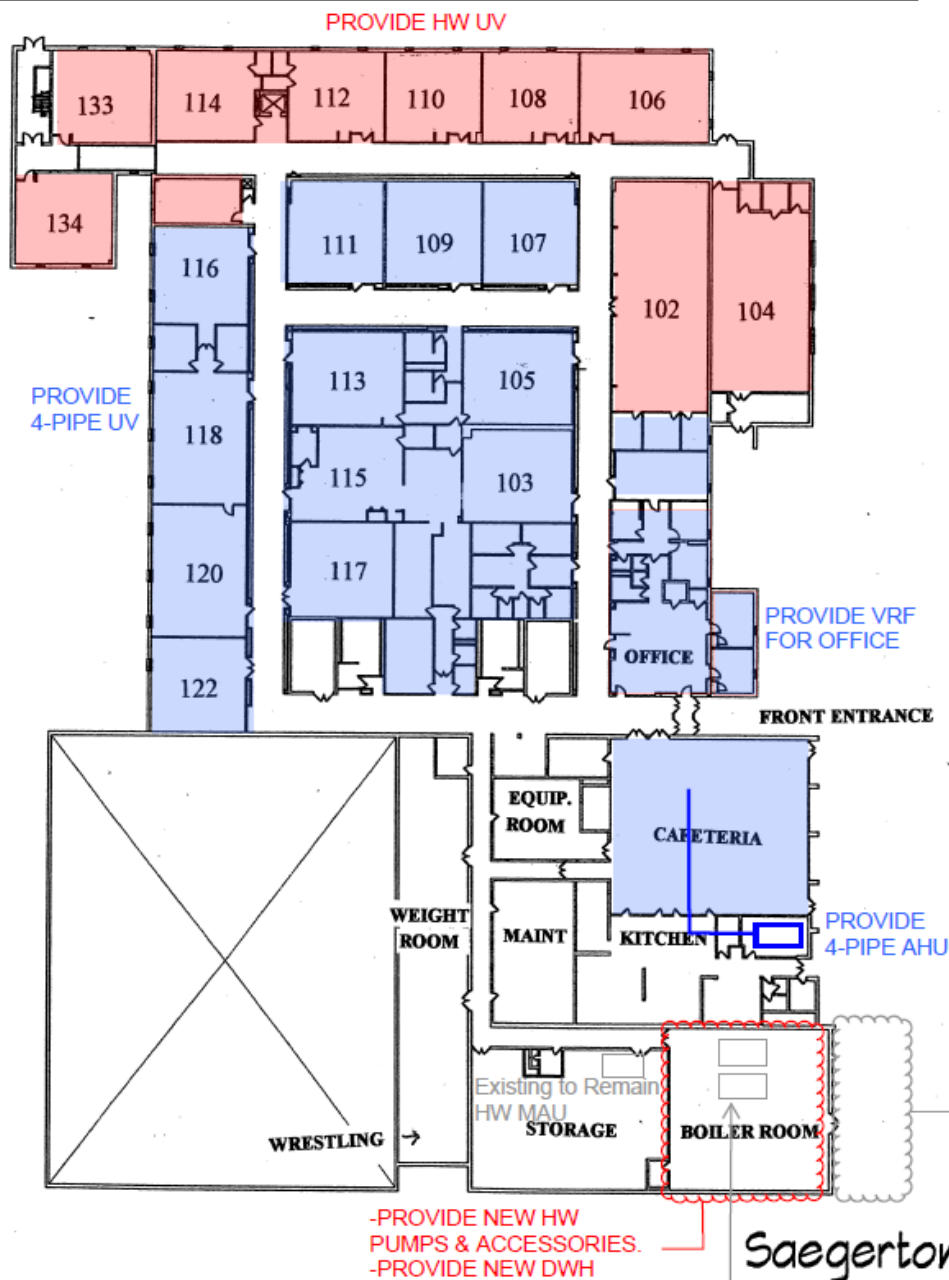 PROVIDE HW UV
133
114
112
110
108
106
134
116
111
109
107
102
104
113
105
PROVIDE
4-PIPE UV
118
115
103
120
117
PROVIDE VRF
FOR OFFICE
OFFICE
122
FRONT ENTRANCE
EQUIP.
ROOM
CAFETERIA
WEIGHT
ROOM
MAINT
KITCHEN
PROVIDE
4-PIPE AHU
Existing to Remain
HW MAU
STORAGE
BOILER ROOM
WRESTLING →
-PROVIDE NEW HW
PUMPS & ACCESSORIES.
-PROVIDE NEW DWH